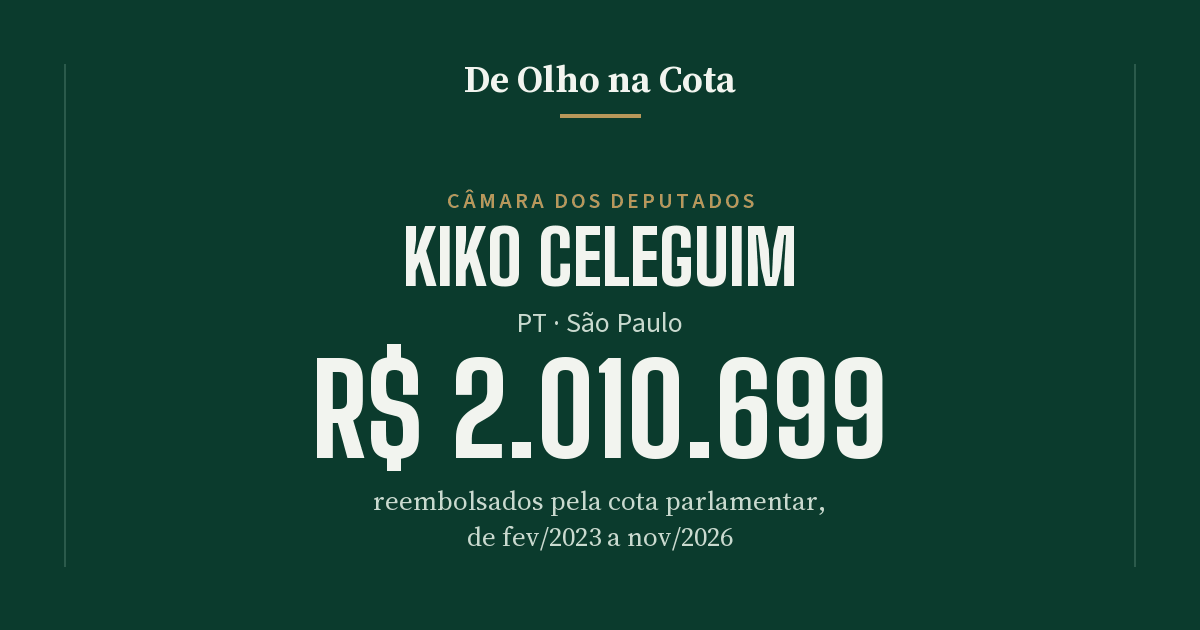 De Olho na Cota
CÂMARA DOS DEPUTADOS
KIKO CELEGUIM
PT · São Paulo
R$ 2.010.699
reembolsados pela cota parlamentar,
de fev/2023 a nov/2026